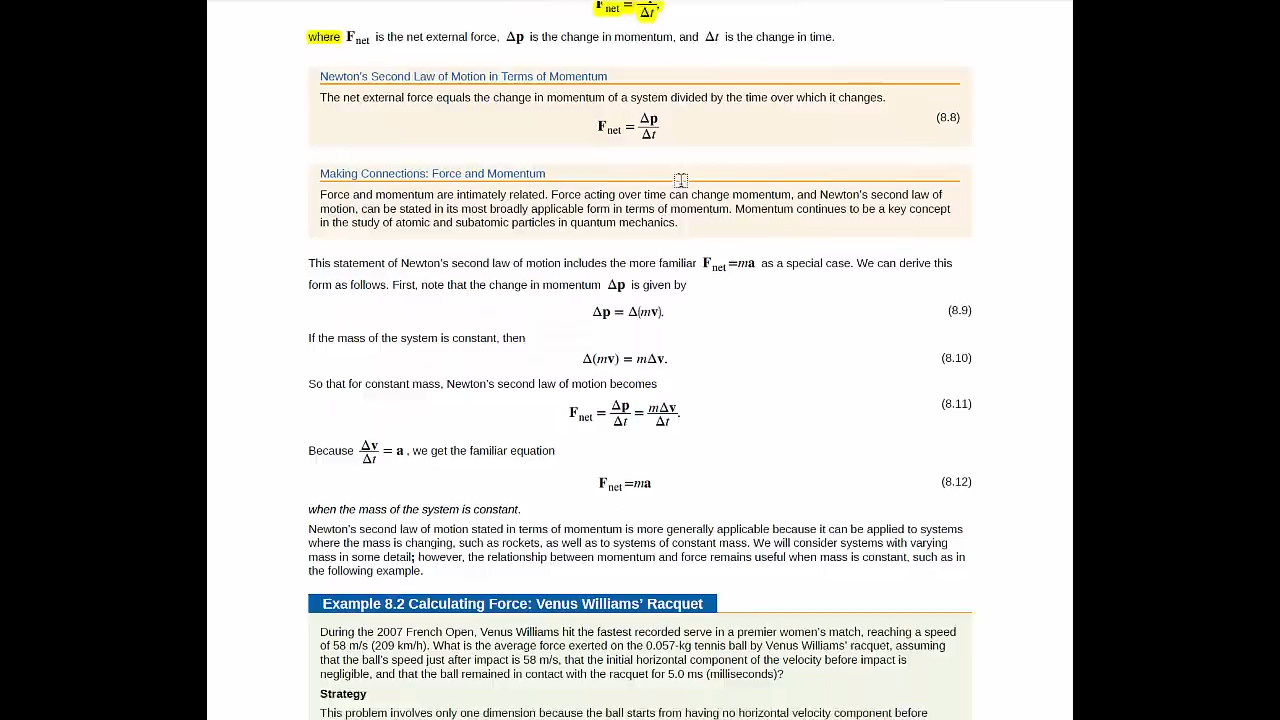 F net = Δt,
where F net is the net external force, Δp is the change in momentum, and Δt is the change in time.
Newton's Second Law of Motion in Terms of Momentum
The net external force equals the change in momentum of a system divided by the time over which it changes.
F net = Δp/Δt (8.8)
Making Connections: Force and Momentum
Force and momentum are intimately related. Force acting over time can change momentum, and Newton's second law of
motion, can be stated in its most broadly applicable form in terms of momentum. Momentum continues to be a key concept
in the study of atomic and subatomic particles in quantum mechanics.
This statement of Newton's second law of motion includes the more familiar F net =ma as a special case. We can derive this
form as follows. First, note that the change in momentum Δp is given by
Δp = Δ(mv). (8.9)
If the mass of the system is constant, then
Δ(mv) = mΔv. (8.10)
So that for constant mass, Newton's second law of motion becomes
F net = Δp/Δt = mΔv/Δt. (8.11)
Because Δv/Δt = a , we get the familiar equation
F net =ma (8.12)
when the mass of the system is constant.
Newton's second law of motion stated in terms of momentum is more generally applicable because it can be applied to systems
where the mass is changing, such as rockets, as well as to systems of constant mass. We will consider systems with varying
mass in some detail; however, the relationship between momentum and force remains useful when mass is constant, such as in
the following example.
Example 8.2 Calculating Force: Venus Williams' Racquet
During the 2007 French Open, Venus Williams hit the fastest recorded serve in a premier women's match, reaching a speed
of 58 m/s (209 km/h). What is the average force exerted on the 0.057-kg tennis ball by Venus Williams' racquet, assuming
that the ball's speed just after impact is 58 m/s, that the initial horizontal component of the velocity before impact is
negligible, and that the ball remained in contact with the racquet for 5.0 ms (milliseconds)?
Strategy
This problem involves only one dimension because the ball starts from having no horizontal velocity component before